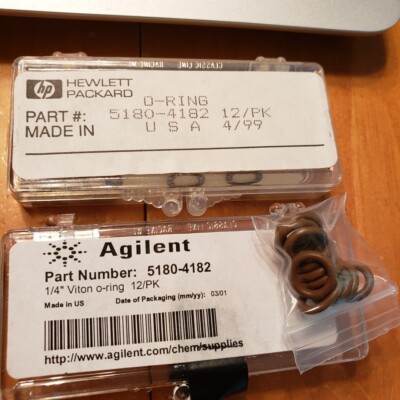 hp HEWLETT
PACKARD
O-RING
PART #: 5180-4182 12/PK
MADE IN U S A 4/99
Agilent
Part Number: 5180-4182
1/4" Viton o-ring 12/PK
Made in US Date of Packaging (mm/yy): 03/01
http://www.agilent.com/chem/supplies